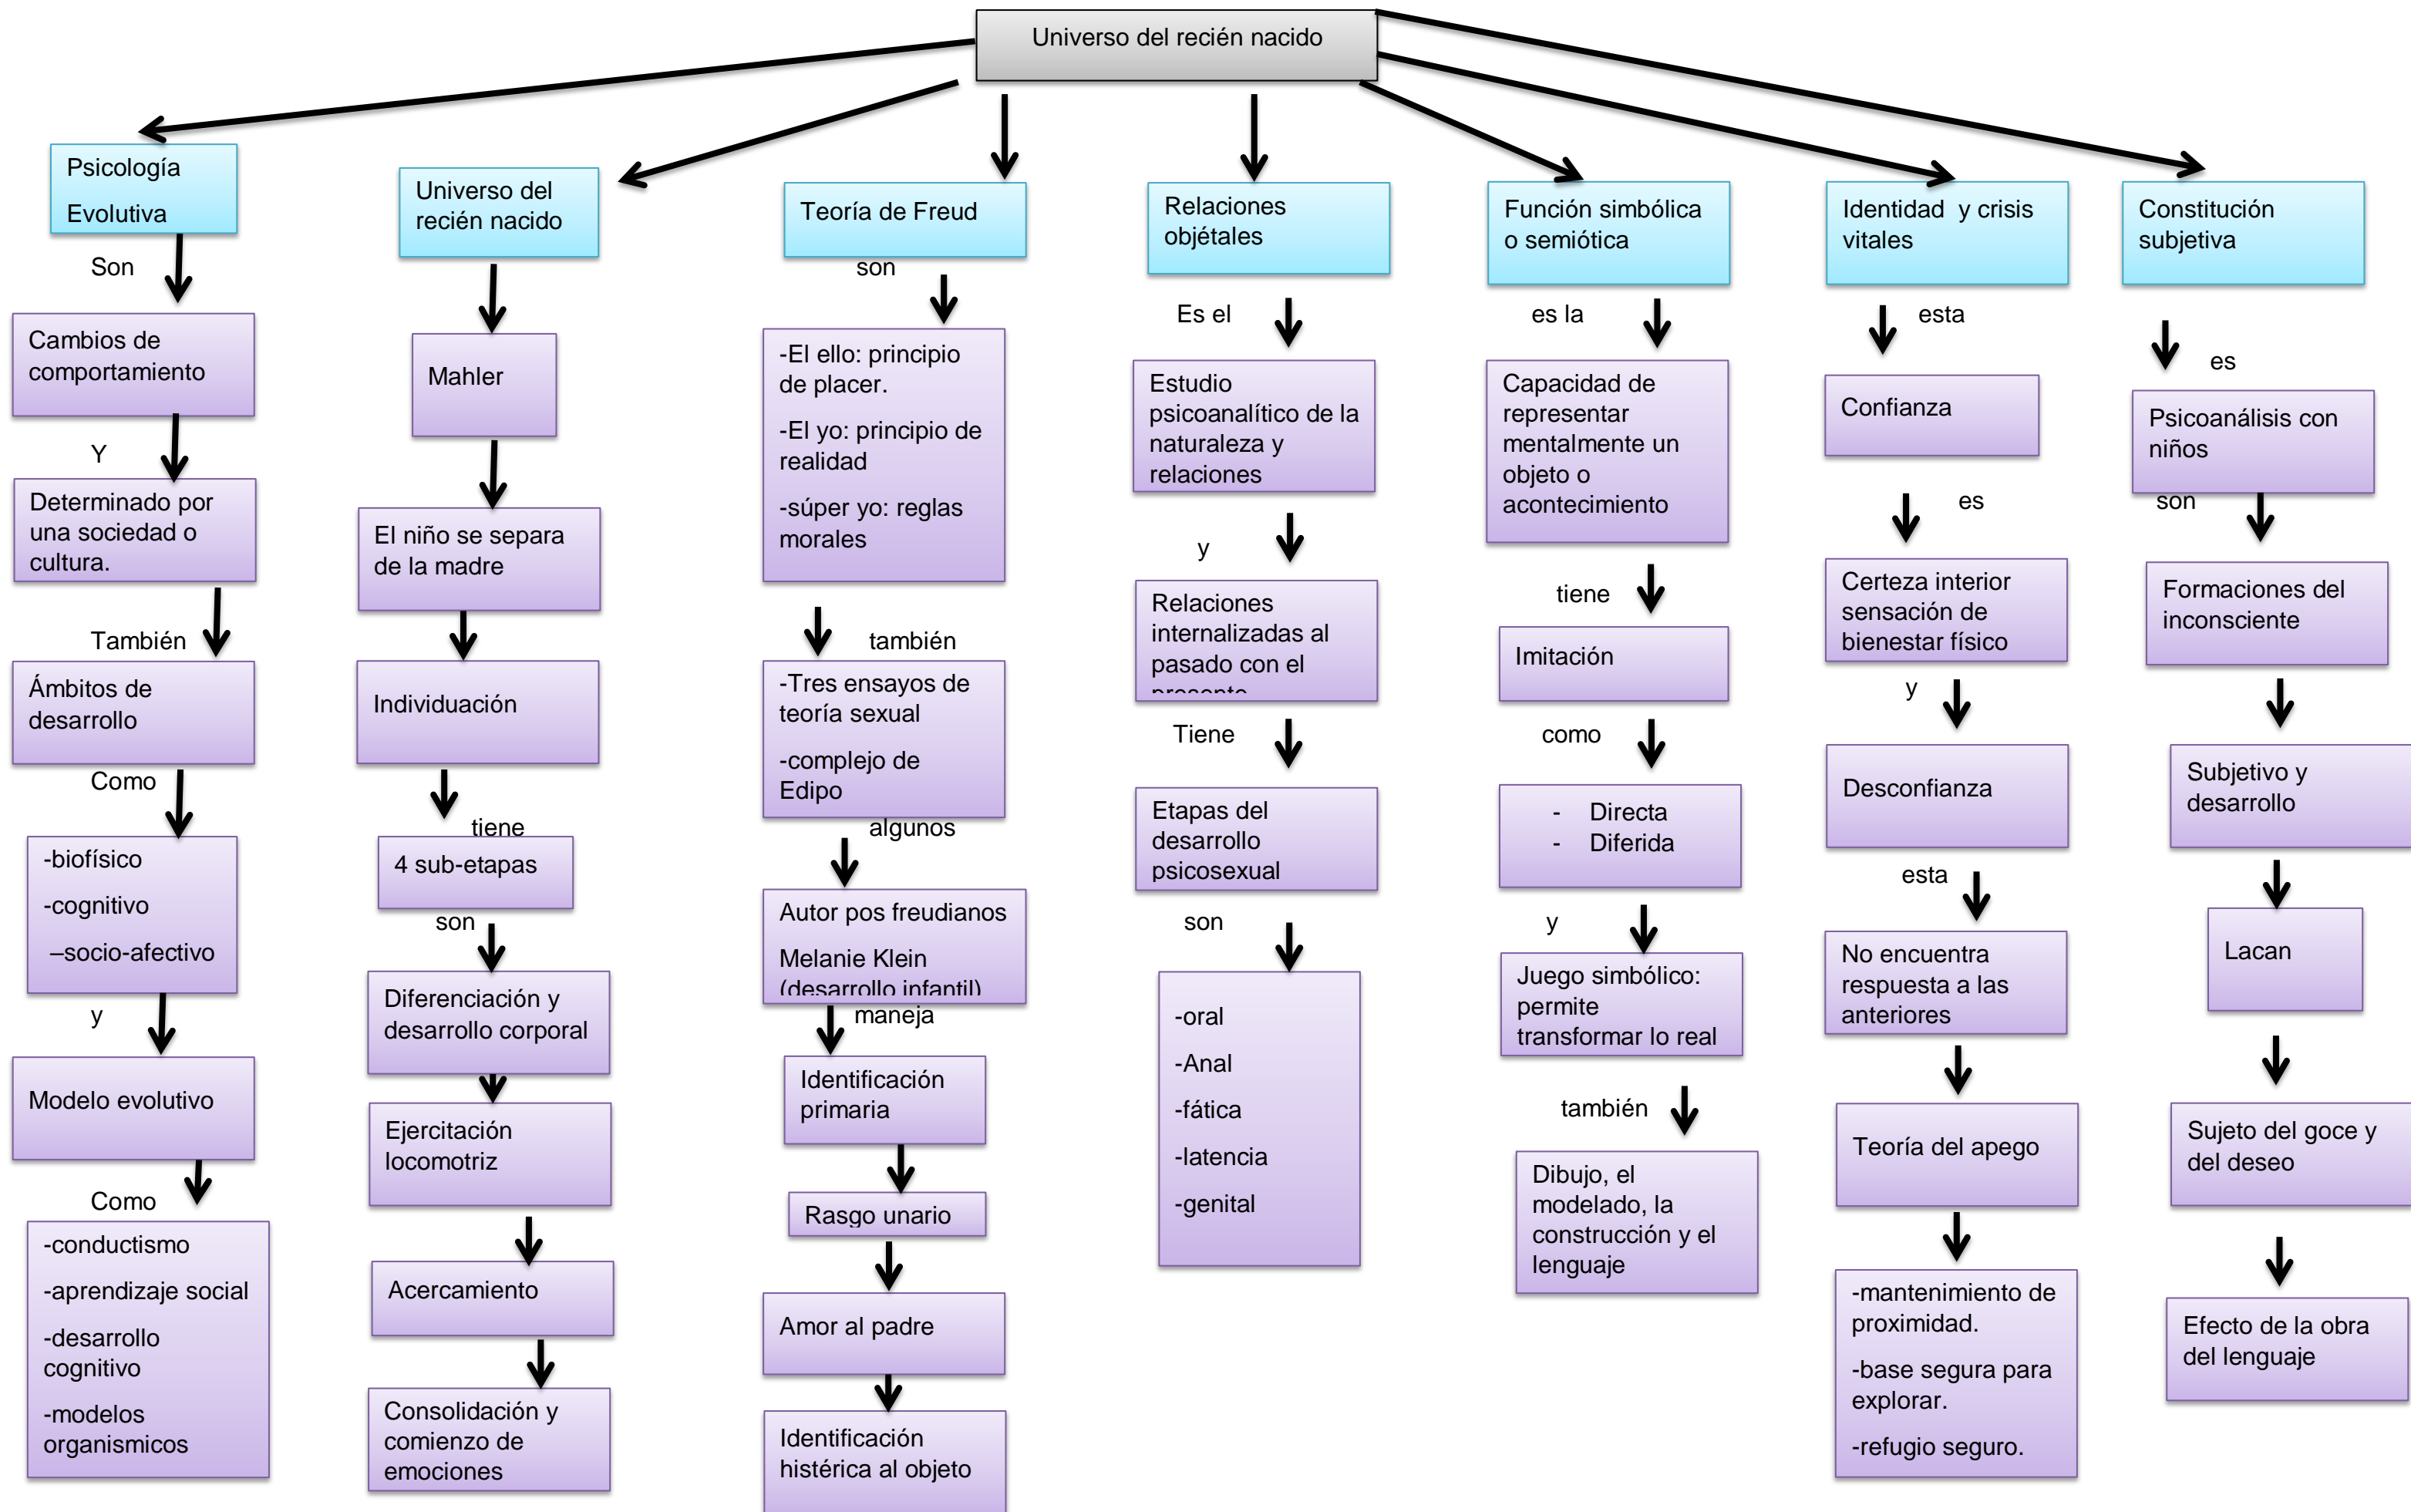 Universo del recién nacido
Psicología
Evolutiva
Son
Cambios de
comportamiento
Y
Determinado por
una sociedad o
cultura.
También
Ámbitos de
desarrollo
Como
-biofísico
-cognitivo
–socio-afectivo
y
Modelo evolutivo
Como
-conductismo
-aprendizaje social
-desarrollo
cognitivo
-modelos
organismicos
Universo del
recién nacido
Mahler
El niño se separa
de la madre
Individuación
tiene
4 sub-etapas
son
Diferenciación y
desarrollo corporal
Ejercitación
locomotriz
Acercamiento
Consolidación y
comienzo de
emociones
Teoría de Freud
son
-El ello: principio
de placer.
-El yo: principio de
realidad
-súper yo: reglas
morales
también
-Tres ensayos de
teoría sexual
-complejo de
Edipo
algunos
Autor pos freudianos
Melanie Klein
(desarrollo infantil)
maneja
Identificación
primaria
Rasgo unario
Amor al padre
Identificación
histérica al objeto
Relaciones
objétales
Es el
Estudio
psicoanalítico de la
naturaleza y
relaciones
y
Relaciones
internalizadas al
pasado con el
presente
Tiene
Etapas del
desarrollo
psicosexual
son
-oral
-Anal
-fática
-latencia
-genital
Función simbólica
o semiótica
es la
Capacidad de
representar
mentalmente un
objeto o
acontecimiento
tiene
Imitación
como
- Directa
- Diferida
y
Juego simbólico:
permite
transformar lo real
también
Dibujo, el
modelado, la
construcción y el
lenguaje
Identidad y crisis
vitales
esta
Confianza
es
Certeza interior
sensación de
bienestar físico
y
Desconfianza
esta
No encuentra
respuesta a las
anteriores
Teoría del apego
-mantenimiento de
proximidad.
-base segura para
explorar.
-refugio seguro.
Constitución
subjetiva
es
Psicoanálisis con
niños
son
Formaciones del
inconsciente
Subjetivo y
desarrollo
Lacan
Sujeto del goce y
del deseo
Efecto de la obra
del lenguaje